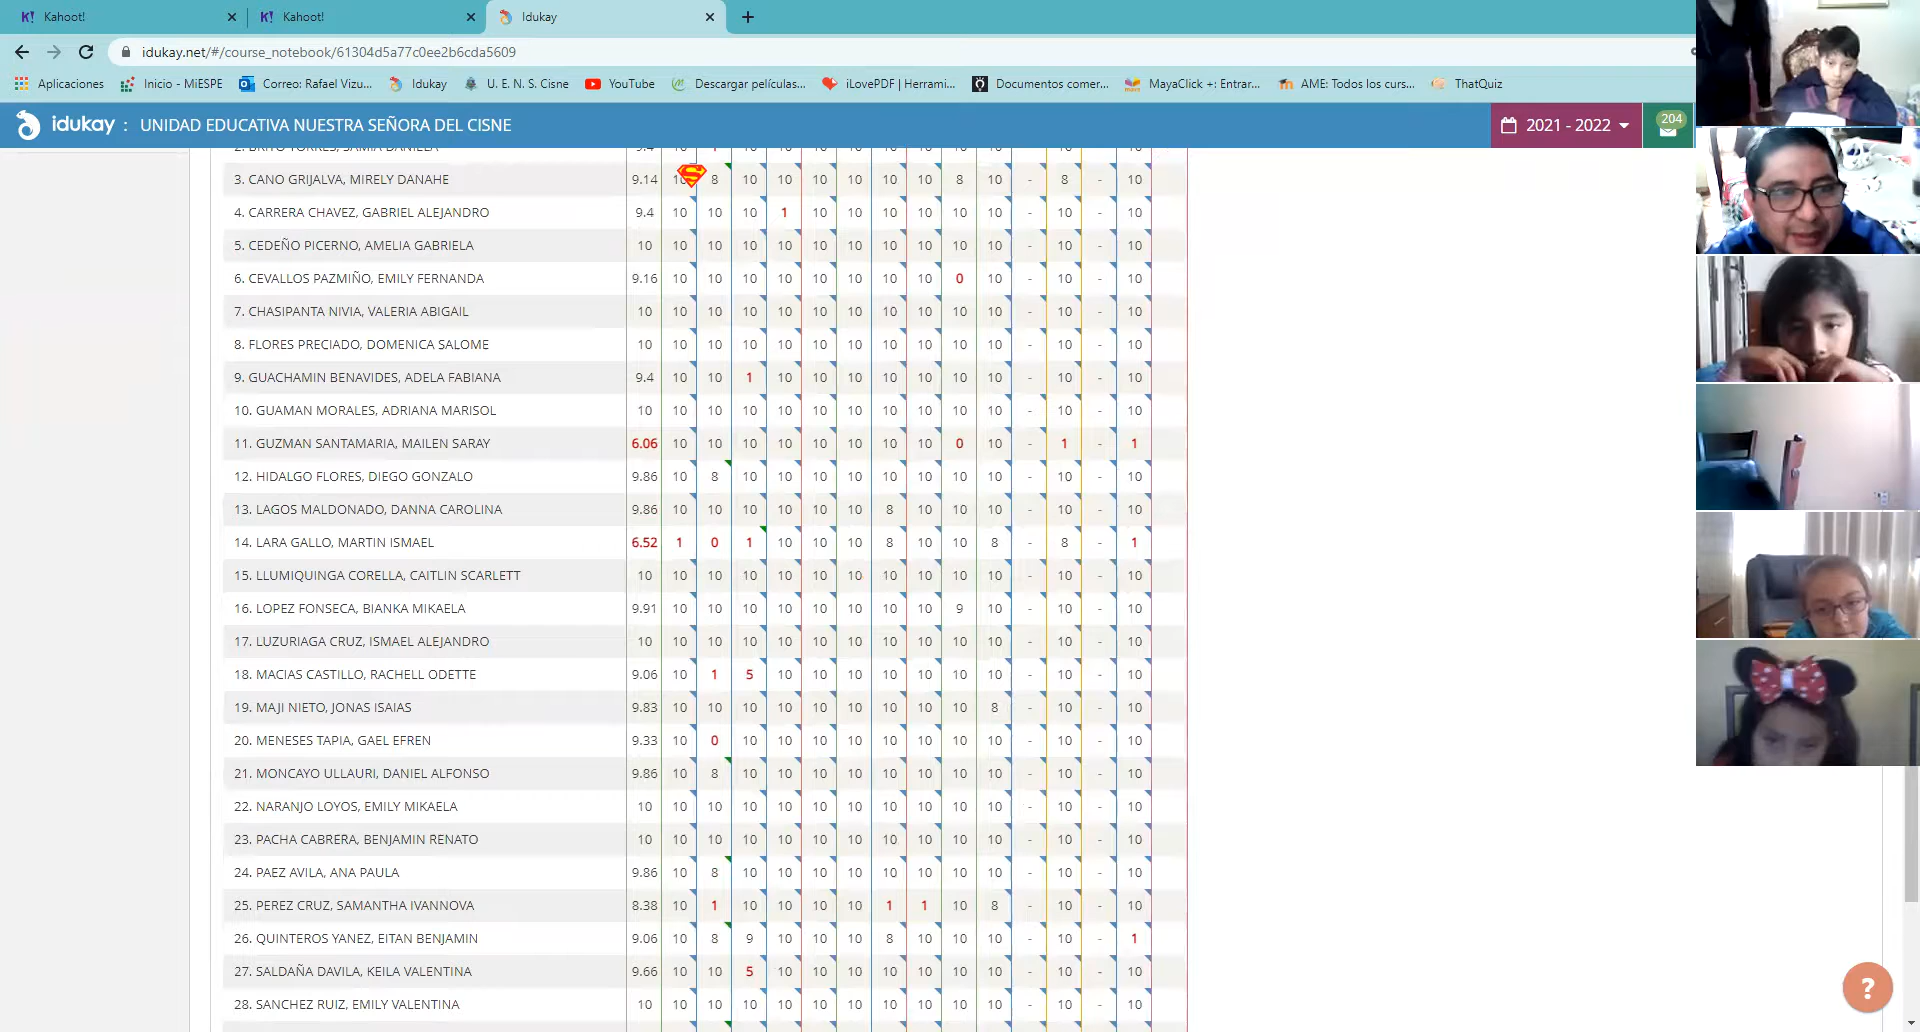 Kahoot!
Kahoot!
Idukay
idukay.net/#/course_notebook/61304d5a77c0ee2b6cda5609
Aplicaciones Inicio - MiESPE Correo: Rafael Vizu... Idukay U. E. N. S. Cisne YouTube Descargar películas... iLovePDF | Herrami... Documentos comer... MayaClick +: Entrar... AME: Todos los curs... ThatQuiz
idukay : UNIDAD EDUCATIVA NUESTRA SEÑORA DEL CISNE 2021 - 2022 204
2. BRITO TORRES, SAMIA DANIELA 9.4 10 1 10 10 10 10 10 10 10 10 - 10 - 10
3. CANO GRIJALVA, MIRELY DANAHE 9.14 10 8 10 10 10 10 10 10 8 10 - 8 - 10
4. CARRERA CHAVEZ, GABRIEL ALEJANDRO 9.4 10 10 10 1 10 10 10 10 10 10 - 10 - 10
5. CEDEÑO PICERNO, AMELIA GABRIELA 10 10 10 10 10 10 10 10 10 10 10 - 10 - 10
6. CEVALLOS PAZMIÑO, EMILY FERNANDA 9.16 10 10 10 10 10 10 10 10 0 10 - 10 - 10
7. CHASIPANTA NIVIA, VALERIA ABIGAIL 10 10 10 10 10 10 10 10 10 10 10 - 10 - 10
8. FLORES PRECIADO, DOMENICA SALOME 10 10 10 10 10 10 10 10 10 10 10 - 10 - 10
9. GUACHAMIN BENAVIDES, ADELA FABIANA 9.4 10 10 1 10 10 10 10 10 10 10 - 10 - 10
10. GUAMAN MORALES, ADRIANA MARISOL 10 10 10 10 10 10 10 10 10 10 10 - 10 - 10
11. GUZMAN SANTAMARIA, MAILEN SARAY 6.06 10 10 10 10 10 10 10 10 0 10 - 1 - 1
12. HIDALGO FLORES, DIEGO GONZALO 9.86 10 8 10 10 10 10 10 10 10 10 - 10 - 10
13. LAGOS MALDONADO, DANNA CAROLINA 9.86 10 10 10 10 10 10 8 10 10 10 - 10 - 10
14. LARA GALLO, MARTIN ISMAEL 6.52 1 0 1 10 10 10 8 10 10 8 - 8 - 1
15. LLUMIQUINGA CORELLA, CAITLIN SCARLETT 10 10 10 10 10 10 10 10 10 10 10 - 10 - 10
16. LOPEZ FONSECA, BIANKA MIKAELA 9.91 10 10 10 10 10 10 10 10 9 10 - 10 - 10
17. LUZURIAGA CRUZ, ISMAEL ALEJANDRO 10 10 10 10 10 10 10 10 10 10 10 - 10 - 10
18. MACIAS CASTILLO, RACHELL ODETTE 9.06 10 1 5 10 10 10 10 10 10 10 - 10 - 10
19. MAJI NIETO, JONAS ISAIAS 9.83 10 10 10 10 10 10 10 10 10 8 - 10 - 10
20. MENESES TAPIA, GAEL EFREN 9.33 10 0 10 10 10 10 10 10 10 10 - 10 - 10
21. MONCAYO ULLAURI, DANIEL ALFONSO 9.86 10 8 10 10 10 10 10 10 10 10 - 10 - 10
22. NARANJO LOYOS, EMILY MIKAELA 10 10 10 10 10 10 10 10 10 10 10 - 10 - 10
23. PACHA CABRERA, BENJAMIN RENATO 10 10 10 10 10 10 10 10 10 10 10 - 10 - 10
24. PAEZ AVILA, ANA PAULA 9.86 10 8 10 10 10 10 10 10 10 10 - 10 - 10
25. PEREZ CRUZ, SAMANTHA IVANNOVA 8.38 10 1 10 10 10 10 1 1 10 8 - 10 - 10
26. QUINTEROS YANEZ, EITAN BENJAMIN 9.06 10 8 9 10 10 10 8 10 10 10 - 10 - 1
27. SALDAÑA DAVILA, KEILA VALENTINA 9.66 10 10 5 10 10 10 10 10 10 10 - 10 - 10
28. SANCHEZ RUIZ, EMILY VALENTINA 10 10 10 10 10 10 10 10 10 10 10 - 10 - 10
?